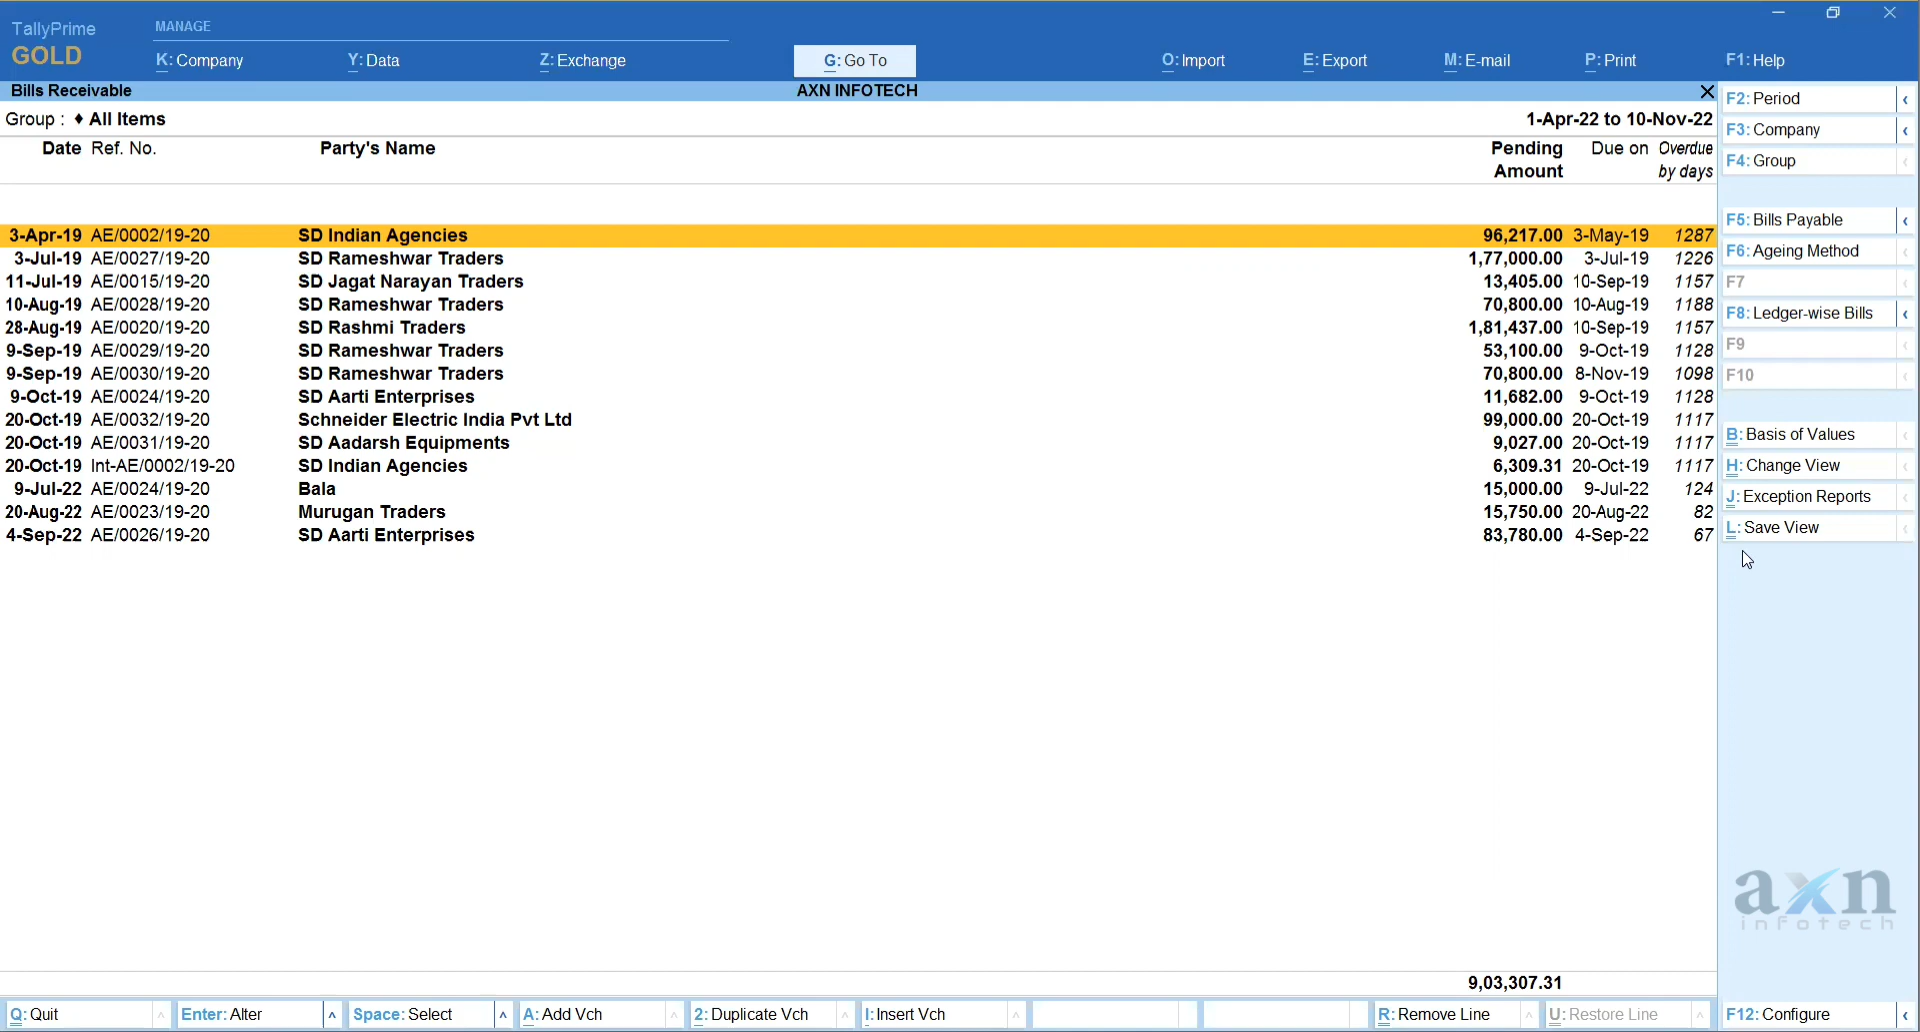 TallyPrime
GOLD
MANAGE
K: Company Y: Data Z: Exchange G: Go To O: Import E: Export M: E-mail P: Print F1: Help
Bills Receivable AXN INFOTECH
Group : ♦ All Items 1-Apr-22 to 10-Nov-22
Date Ref. No. Party's Name Pending Due on Overdue
Amount by days
3-Apr-19 AE/0002/19-20 SD Indian Agencies 96,217.00 3-May-19 1287
3-Jul-19 AE/0027/19-20 SD Rameshwar Traders 1,77,000.00 3-Jul-19 1226
11-Jul-19 AE/0015/19-20 SD Jagat Narayan Traders 13,405.00 10-Sep-19 1157
10-Aug-19 AE/0028/19-20 SD Rameshwar Traders 70,800.00 10-Aug-19 1188
28-Aug-19 AE/0020/19-20 SD Rashmi Traders 1,81,437.00 10-Sep-19 1157
9-Sep-19 AE/0029/19-20 SD Rameshwar Traders 53,100.00 9-Oct-19 1128
9-Sep-19 AE/0030/19-20 SD Rameshwar Traders 70,800.00 8-Nov-19 1098
9-Oct-19 AE/0024/19-20 SD Aarti Enterprises 11,682.00 9-Oct-19 1128
20-Oct-19 AE/0032/19-20 Schneider Electric India Pvt Ltd 99,000.00 20-Oct-19 1117
20-Oct-19 AE/0031/19-20 SD Aadarsh Equipments 9,027.00 20-Oct-19 1117
20-Oct-19 Int-AE/0002/19-20 SD Indian Agencies 6,309.31 20-Oct-19 1117
9-Jul-22 AE/0024/19-20 Bala 15,000.00 9-Jul-22 124
20-Aug-22 AE/0023/19-20 Murugan Traders 15,750.00 20-Aug-22 82
4-Sep-22 AE/0026/19-20 SD Aarti Enterprises 83,780.00 4-Sep-22 67
9,03,307.31
F2: Period
F3: Company
F4: Group
F5: Bills Payable
F6: Ageing Method
F7
F8: Ledger-wise Bills
F9
F10
B: Basis of Values
H: Change View
J: Exception Reports
L: Save View
axn
infotech
Q: Quit Enter: Alter Space: Select A: Add Vch 2: Duplicate Vch I: Insert Vch R: Remove Line U: Restore Line F12: Configure